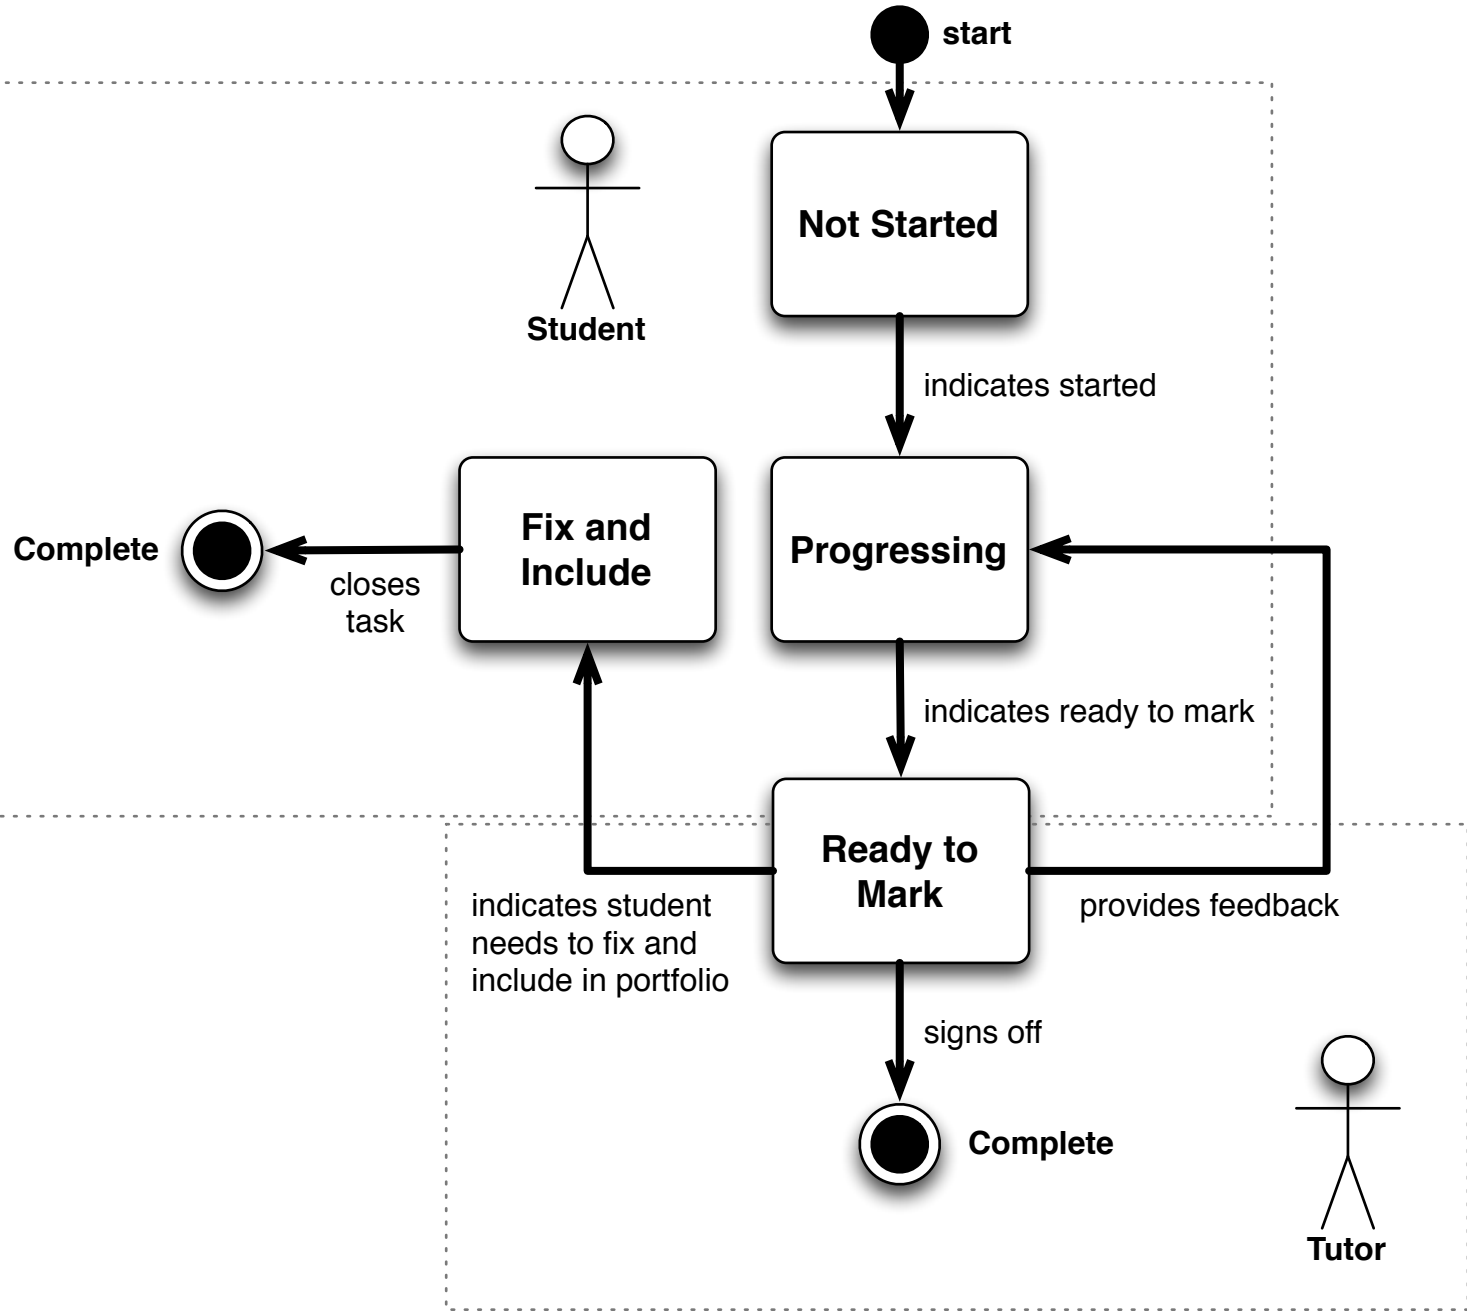 start
Not Started
Student
indicates started
Fix and
Include
Progressing
Complete
closes
task
indicates ready to mark
Ready to
Mark
indicates student
needs to fix and
include in portfolio
provides feedback
signs off
Complete
Tutor